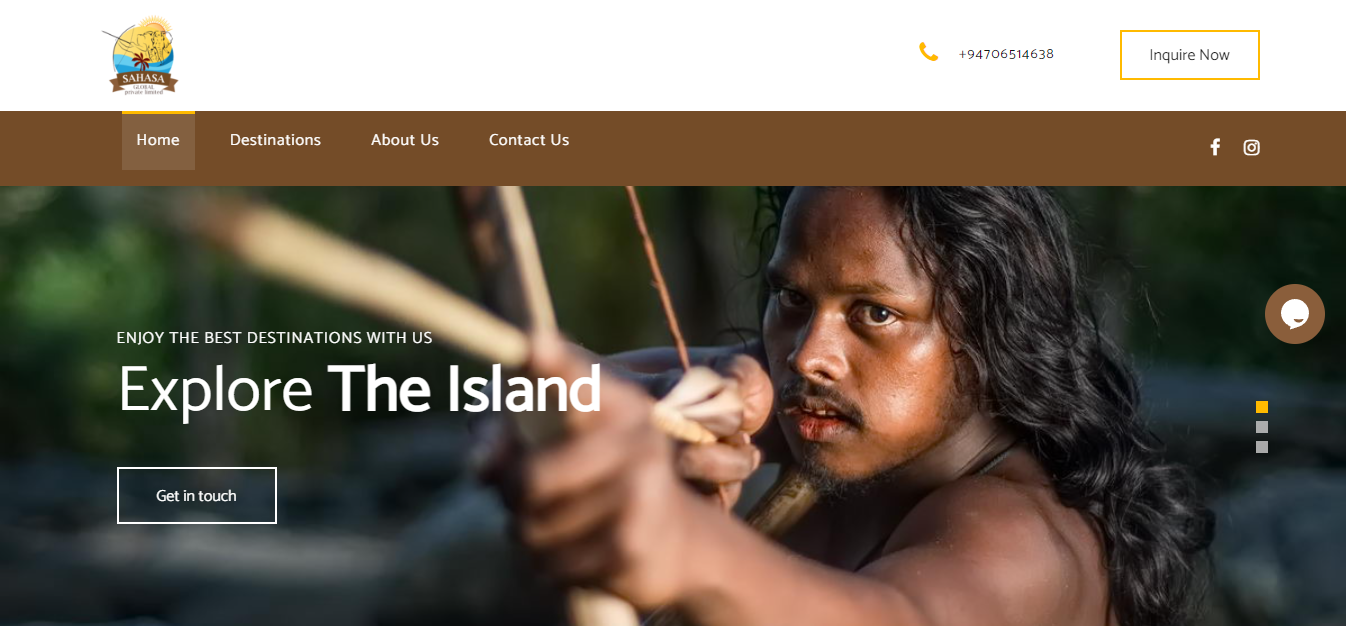 SAHASA
GLOBAL
private limited
+94706514638
Inquire Now
Home
Destinations
About Us
Contact Us
ENJOY THE BEST DESTINATIONS WITH US
Explore The Island
Get in touch